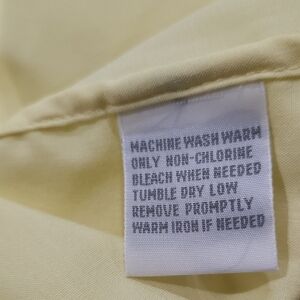 MACHINE WASH WARM
ONLY NON-CHLORINE
BLEACH WHEN NEEDED
TUMBLE DRY LOW
REMOVE PROMPTLY
WARM IRON IF NEEDED